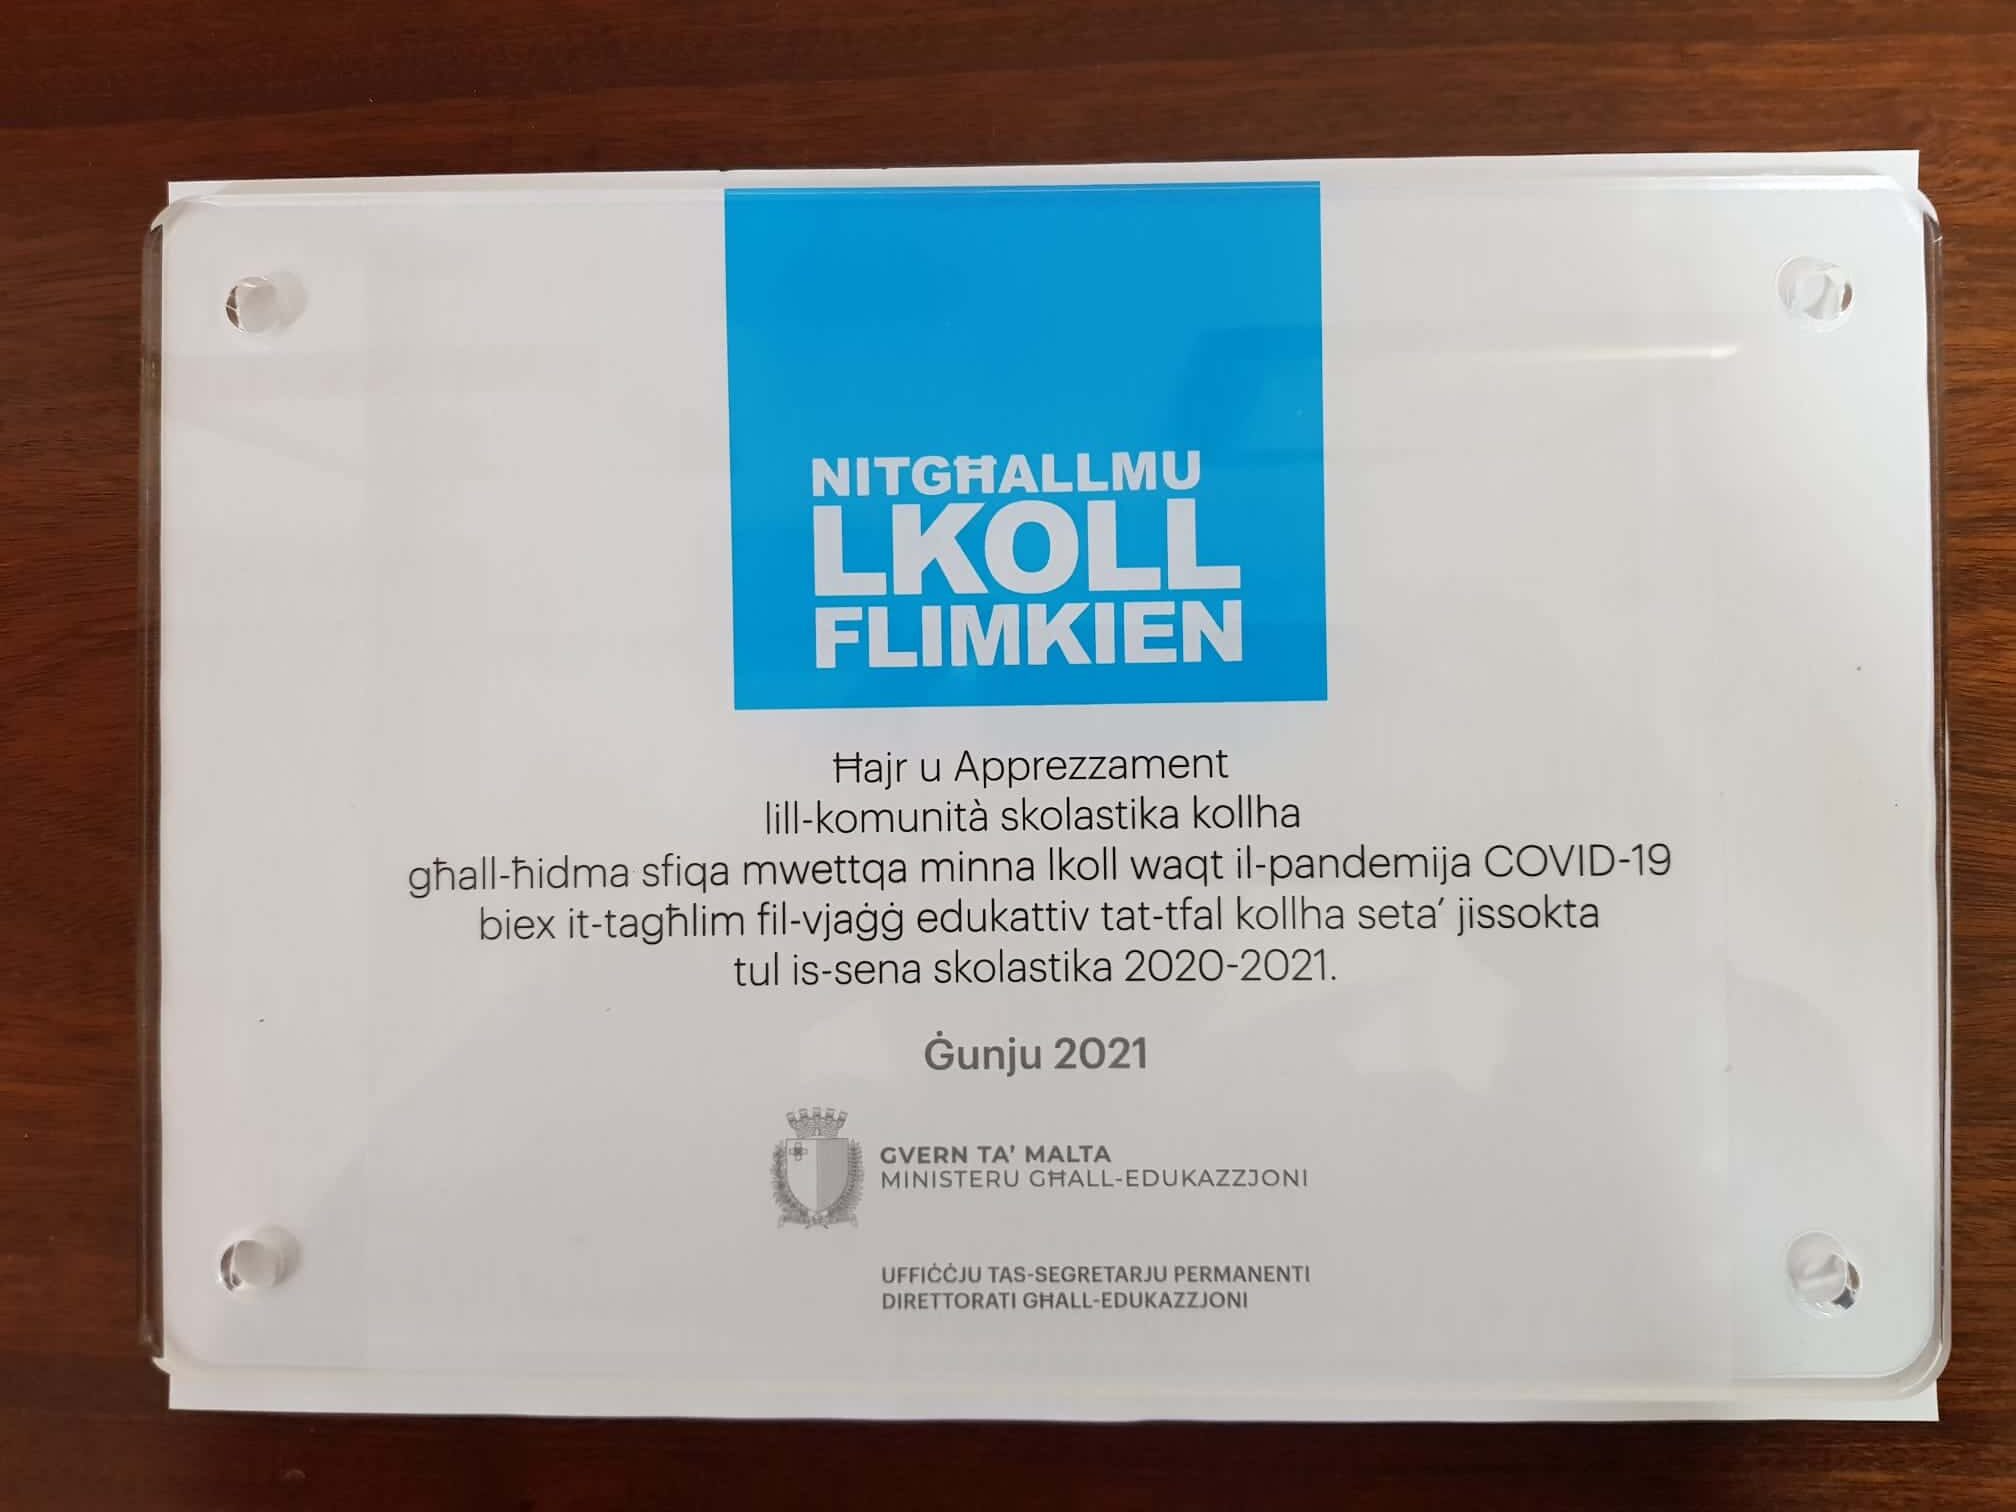 NITGĦALLMU
LKOLL
FLIMKIEN
Ħajr u Apprezzament
lill-komunità skolastika kollha
għall-ħidma sfiqa mwettqa minna lkoll waqt il-pandemija COVID-19
biex it-tagħlim fil-vjaġġ edukattiv tat-tfal kollha seta’ jissokta
tul is-sena skolastika 2020-2021.
Ġunju 2021
GVERN TA’ MALTA
MINISTERU GĦALL-EDUKAZZJONI
UFFIĊĊJU TAS-SEGRETARJU PERMANENTI
DIRETTORATI GĦALL-EDUKAZZJONI